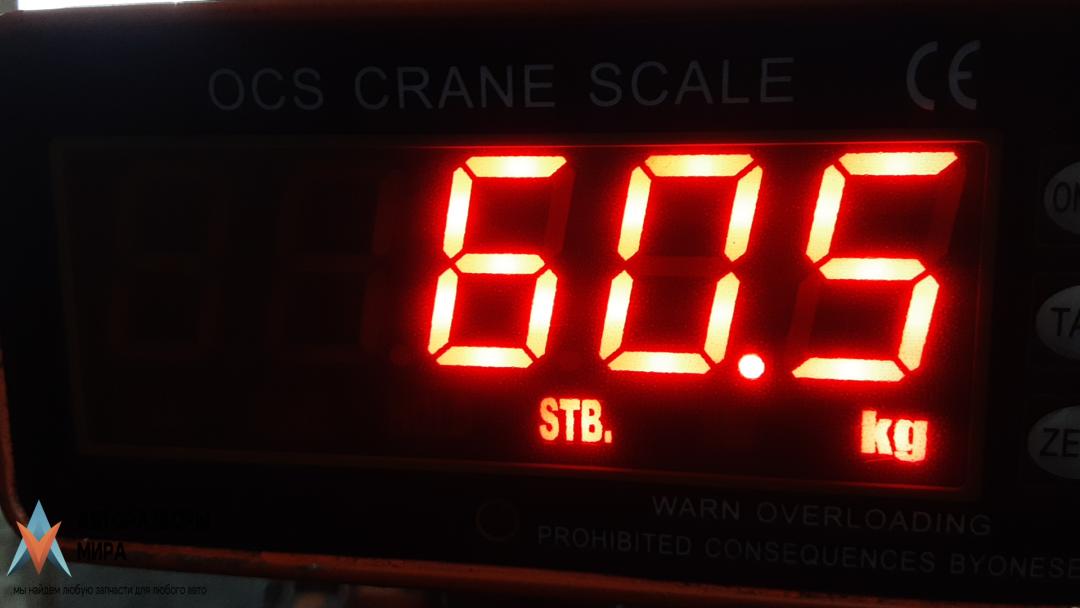 OCS CRANE SCALE CE
60.5
STB. kg
WARN OVERLOADING
PROHIBITED CONSEQUENCES BYONESE
АВТОРАЗБОРЫ
МИРА
мы найдем любую запчасти для любого авто